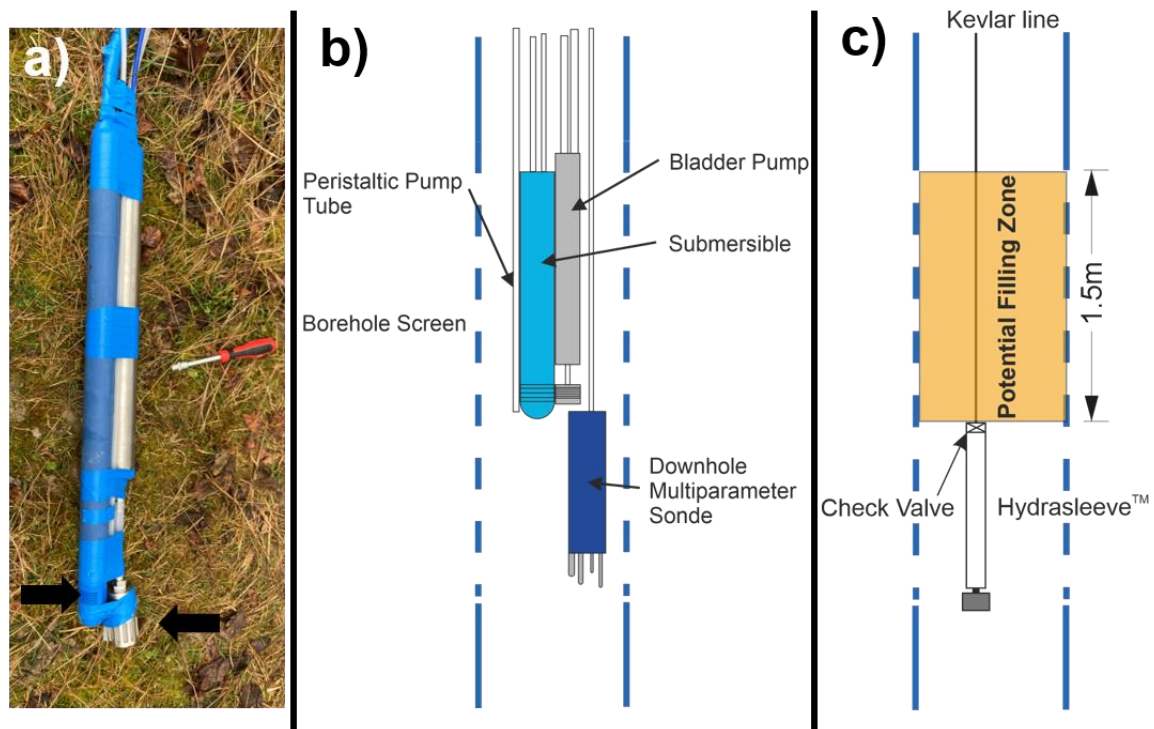 a)
b)
Peristaltic Pump
Tube
Bladder Pump
Submersible
Borehole Screen
Downhole
Multiparameter
Sonde
c)
Kevlar line
Potential Filling Zone
1.5m
Check Valve
Hydrasleeve™